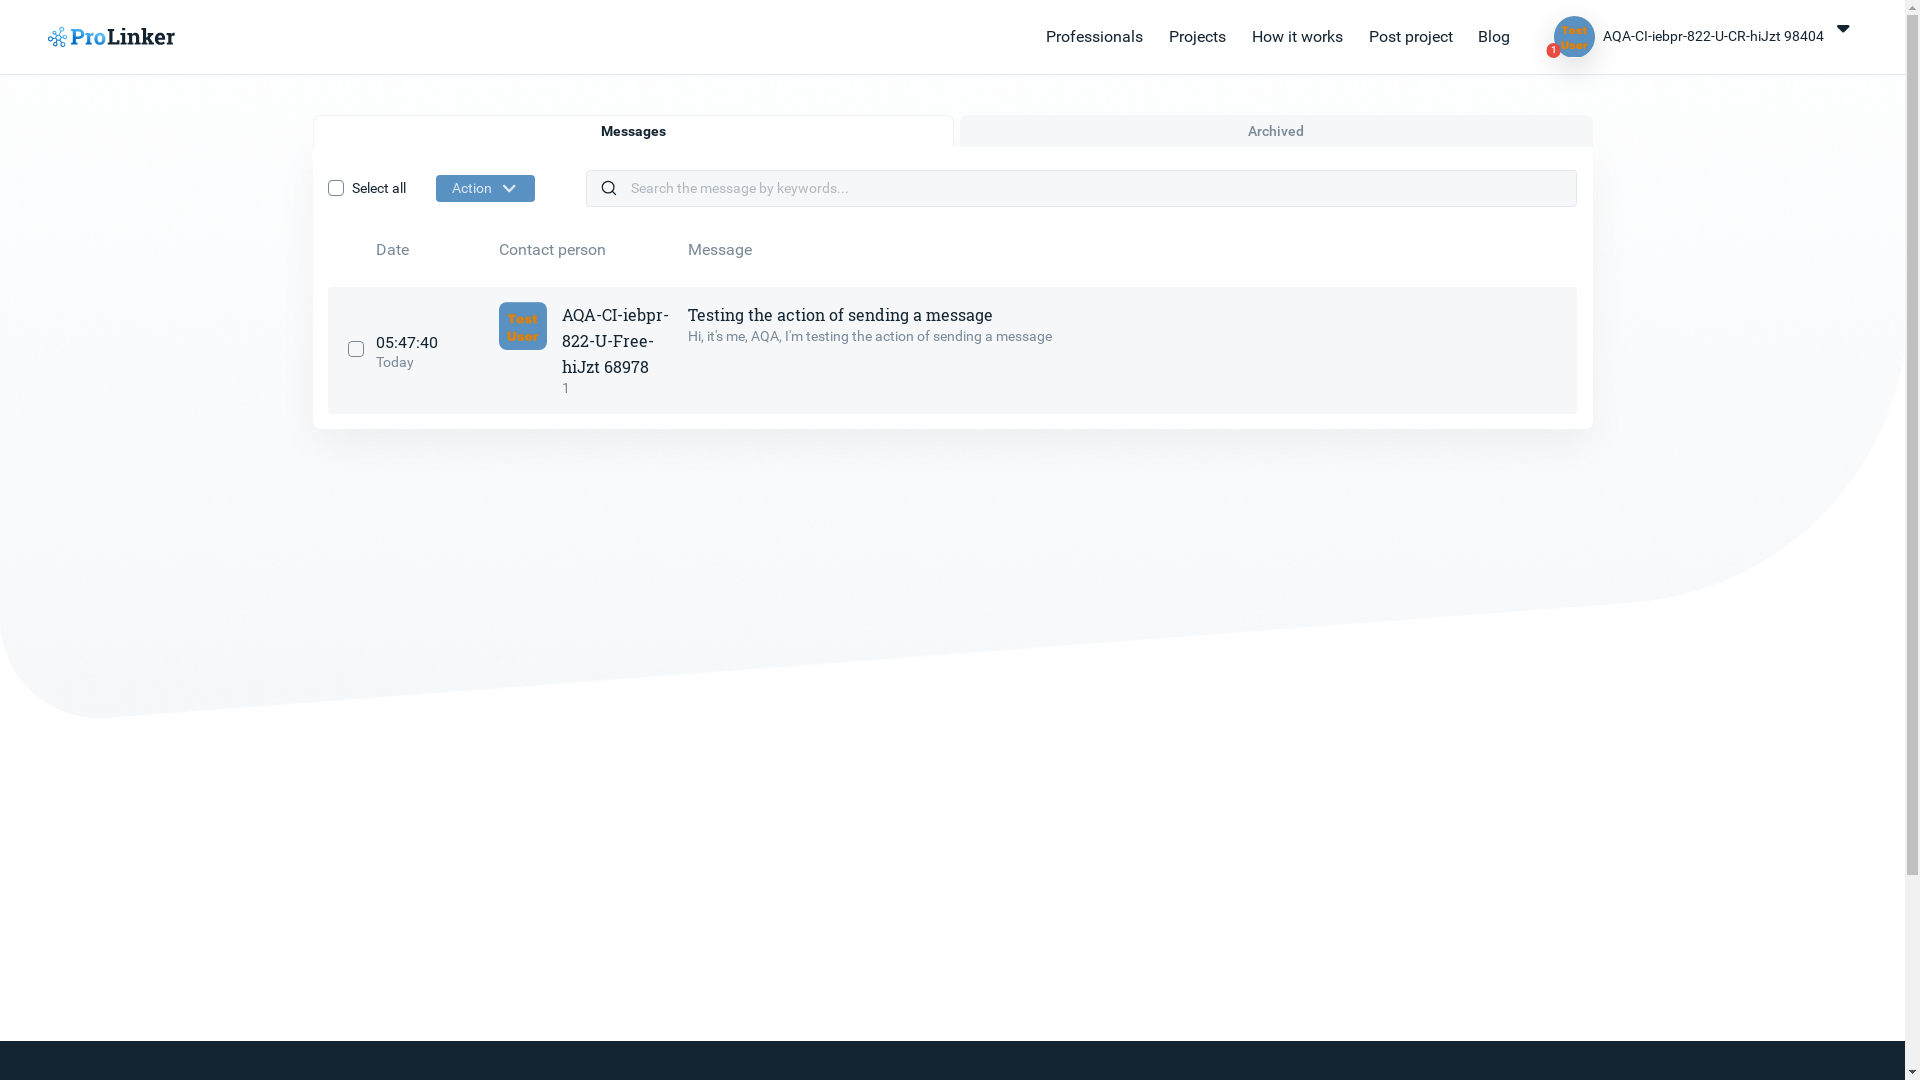 ProLinker
Professionals
Projects
How it works
Post project
Blog
Test
User
1
AQA-CI-iebpr-822-U-CR-hiJzt 98404
Messages
Archived
Select all
Action
Search the message by keywords...
Date
Contact person
Message
05:47:40
Today
Test
User
AQA-CI-iebpr-
822-U-Free-
hiJzt 68978
1
Testing the action of sending a message
Hi, it's me, AQA, I'm testing the action of sending a message